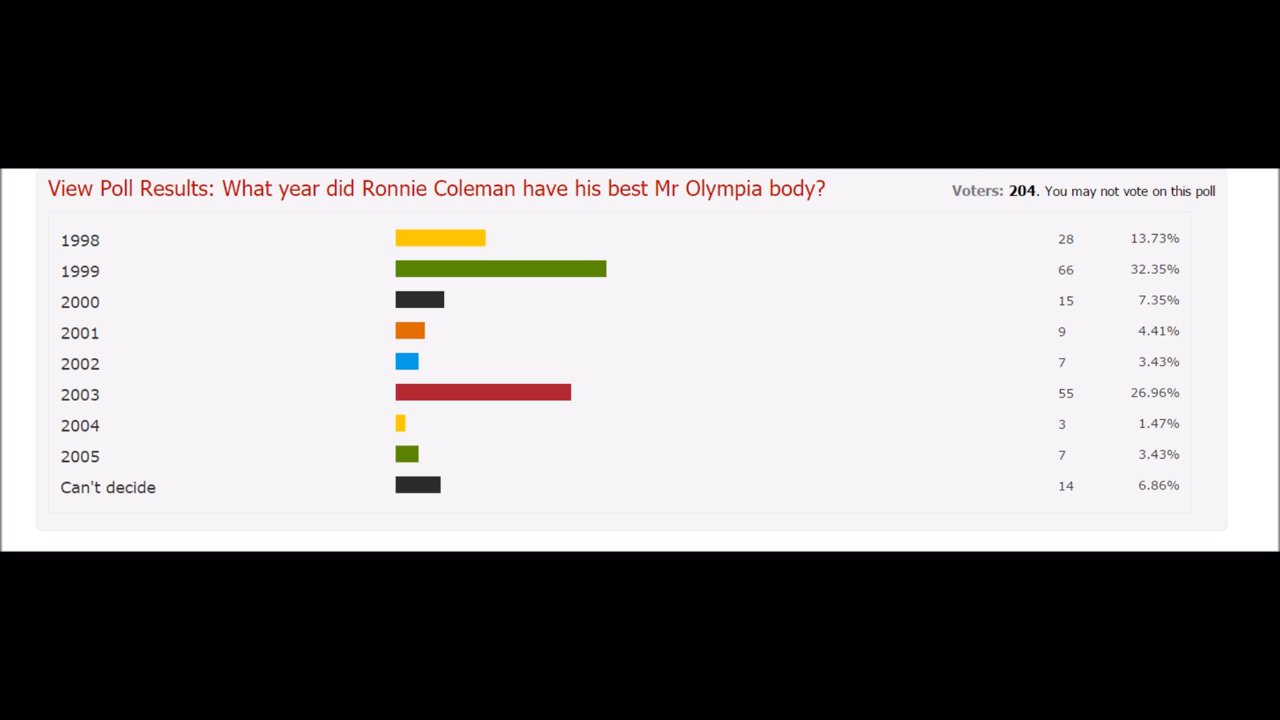 View Poll Results: What year did Ronnie Coleman have his best Mr Olympia body? Voters: 204. You may not vote on this poll
1998 28 13.73%
1999 66 32.35%
2000 15 7.35%
2001 9 4.41%
2002 7 3.43%
2003 55 26.96%
2004 3 1.47%
2005 7 3.43%
Can't decide 14 6.86%